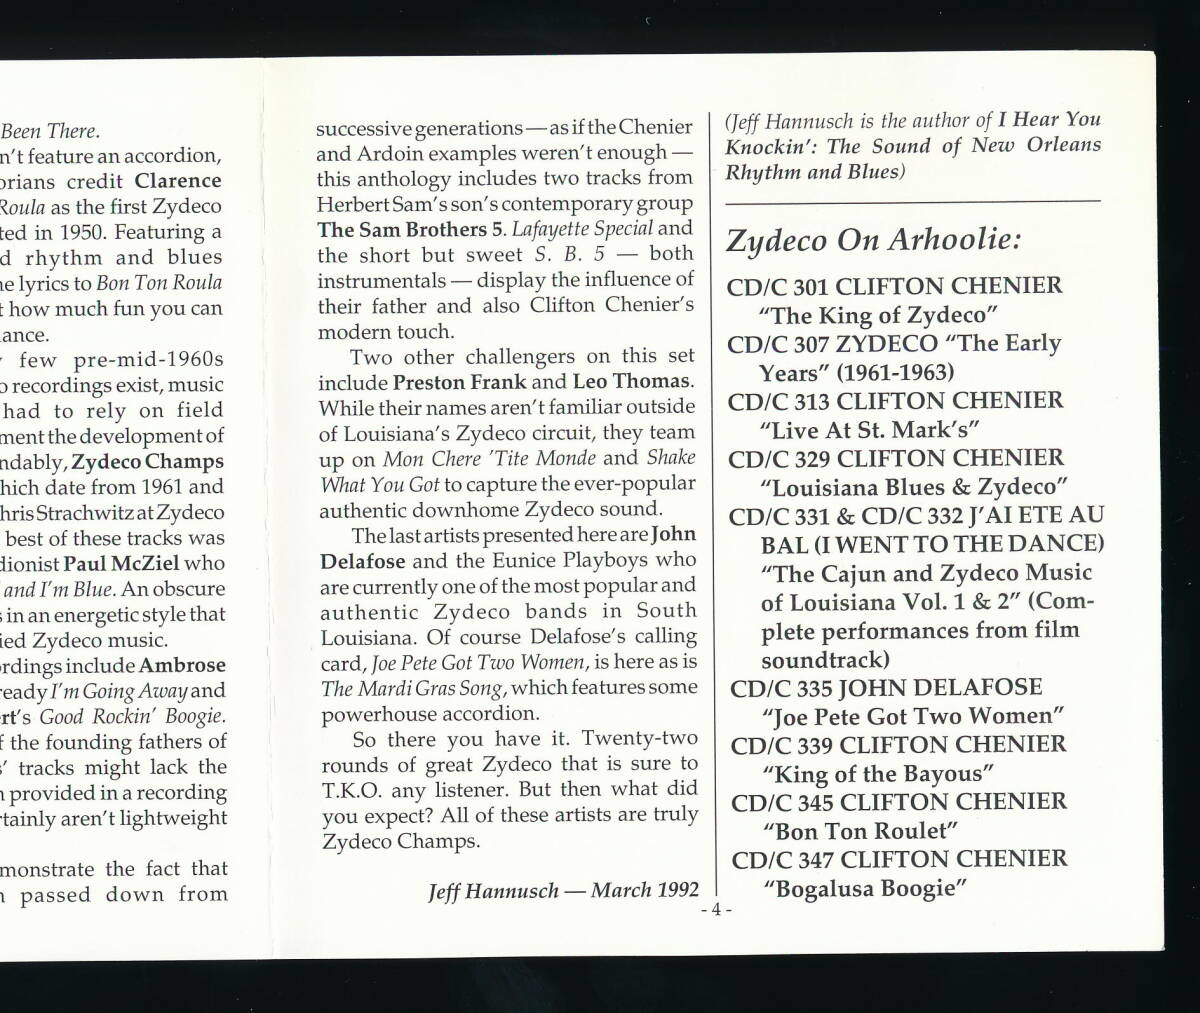 Been There.
n't feature an accordion,
orians credit Clarence
Roula as the first Zydeco
ted in 1950. Featuring a
d rhythm and blues
ne lyrics to Bon Ton Roula
t how much fun you can
ance.
few pre-mid-1960s
o recordings exist, music
had to rely on field
ment the development of
ndably, Zydeco Champs
hich date from 1961 and
hris Strachwitz at Zydeco
best of these tracks was
dionist Paul McZiel who
and I'm Blue. An obscure
s in an energetic style that
ied Zydeco music.
ordings include Ambrose
ready I'm Going Away and
rt's Good Rockin' Boogie.
f the founding fathers of
s' tracks might lack the
n provided in a recording
rtainly aren't lightweight
monstrate the fact that
n passed down from
successive generations — as if the Chenier
and Ardoin examples weren't enough —
this anthology includes two tracks from
Herbert Sam's son's contemporary group
The Sam Brothers 5. Lafayette Special and
the short but sweet S. B. 5 — both
instrumentals — display the influence of
their father and also Clifton Chenier's
modern touch.
Two other challengers on this set
include Preston Frank and Leo Thomas.
While their names aren't familiar outside
of Louisiana's Zydeco circuit, they team
up on Mon Chere 'Tite Monde and Shake
What You Got to capture the ever-popular
authentic downhome Zydeco sound.
The last artists presented here are John
Delafose and the Eunice Playboys who
are currently one of the most popular and
authentic Zydeco bands in South
Louisiana. Of course Delafose's calling
card, Joe Pete Got Two Women, is here as is
The Mardi Gras Song, which features some
powerhouse accordion.
So there you have it. Twenty-two
rounds of great Zydeco that is sure to
T.K.O. any listener. But then what did
you expect? All of these artists are truly
Zydeco Champs.
Jeff Hannusch — March 1992
(Jeff Hannusch is the author of I Hear You
Knockin': The Sound of New Orleans
Rhythm and Blues)
Zydeco On Arhoolie:
CD/C 301 CLIFTON CHENIER
"The King of Zydeco"
CD/C 307 ZYDECO "The Early
Years" (1961-1963)
CD/C 313 CLIFTON CHENIER
"Live At St. Mark's"
CD/C 329 CLIFTON CHENIER
"Louisiana Blues & Zydeco"
CD/C 331 & CD/C 332 J'AI ETE AU
BAL (I WENT TO THE DANCE)
"The Cajun and Zydeco Music
of Louisiana Vol. 1 & 2" (Com-
plete performances from film
soundtrack)
CD/C 335 JOHN DELAFOSE
"Joe Pete Got Two Women"
CD/C 339 CLIFTON CHENIER
"King of the Bayous"
CD/C 345 CLIFTON CHENIER
"Bon Ton Roulet"
CD/C 347 CLIFTON CHENIER
"Bogalusa Boogie"
- 4 -